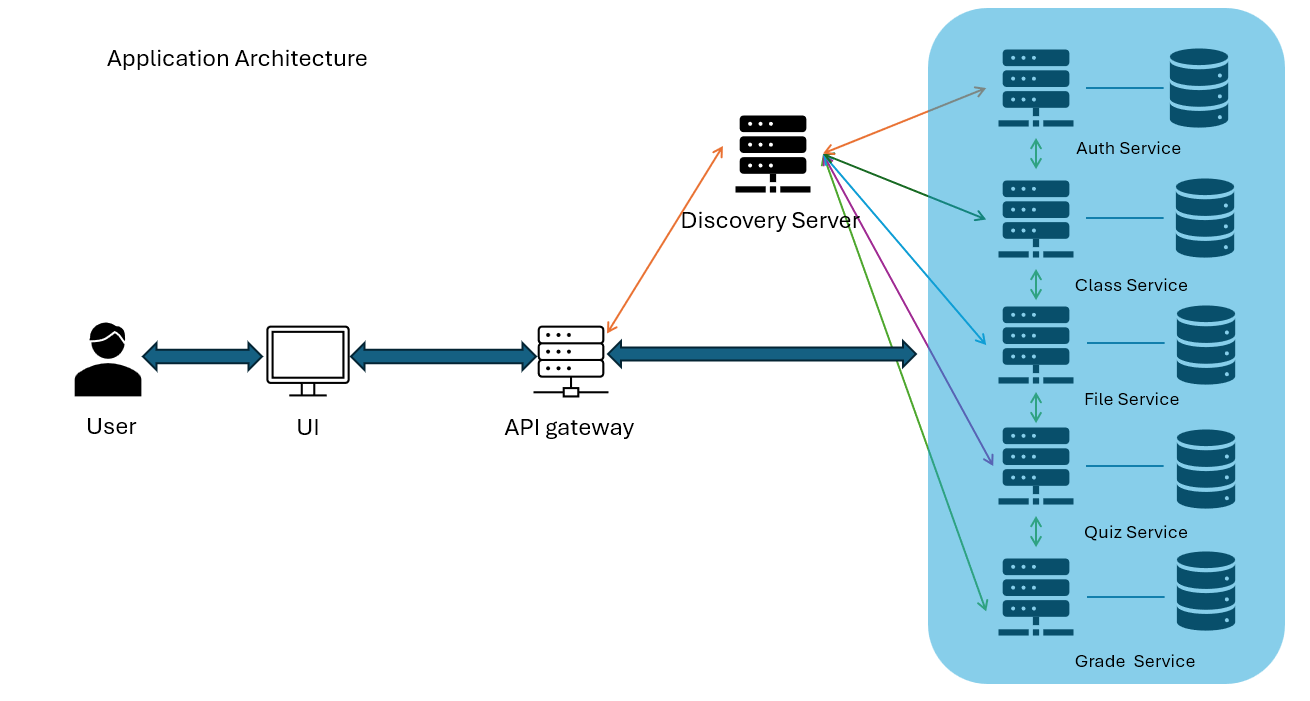 Application Architecture
Discovery Server
User
UI
API gateway
Auth Service
Class Service
File Service
Quiz Service
Grade  Service